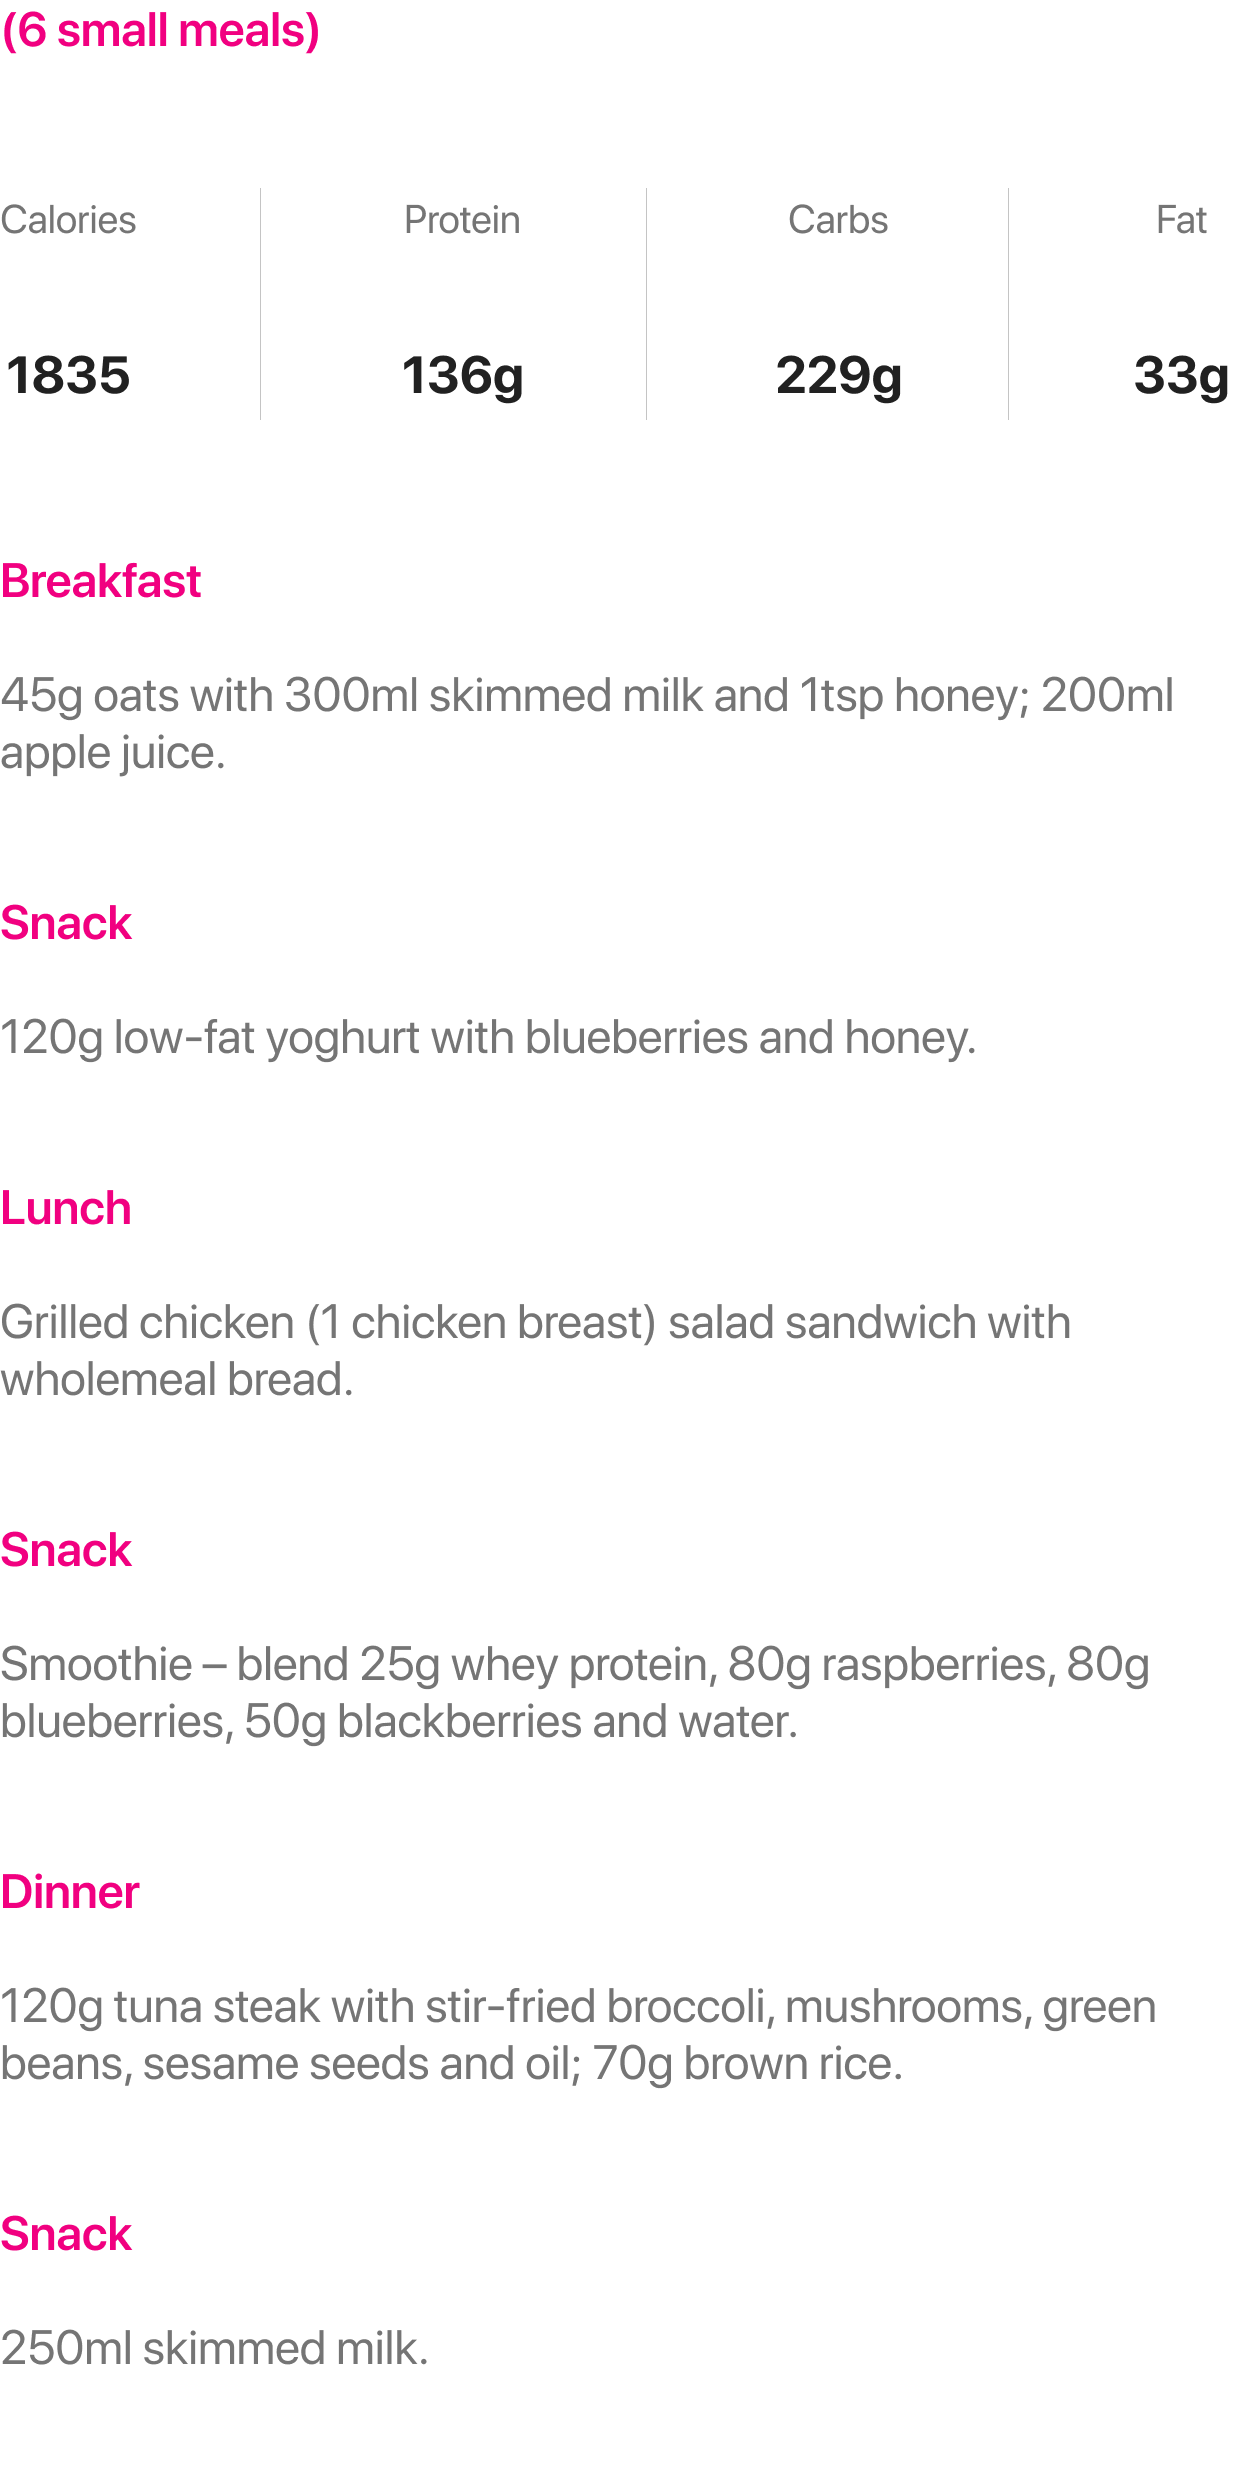 (6 small meals)
Calories Protein Carbs Fat
1835 136g 229g 33g
Breakfast
45g oats with 300ml skimmed milk and 1tsp honey; 200ml
apple juice.
Snack
120g low-fat yoghurt with blueberries and honey.
Lunch
Grilled chicken (1 chicken breast) salad sandwich with
wholemeal bread.
Snack
Smoothie – blend 25g whey protein, 80g raspberries, 80g
blueberries, 50g blackberries and water.
Dinner
120g tuna steak with stir-fried broccoli, mushrooms, green
beans, sesame seeds and oil; 70g brown rice.
Snack
250ml skimmed milk.